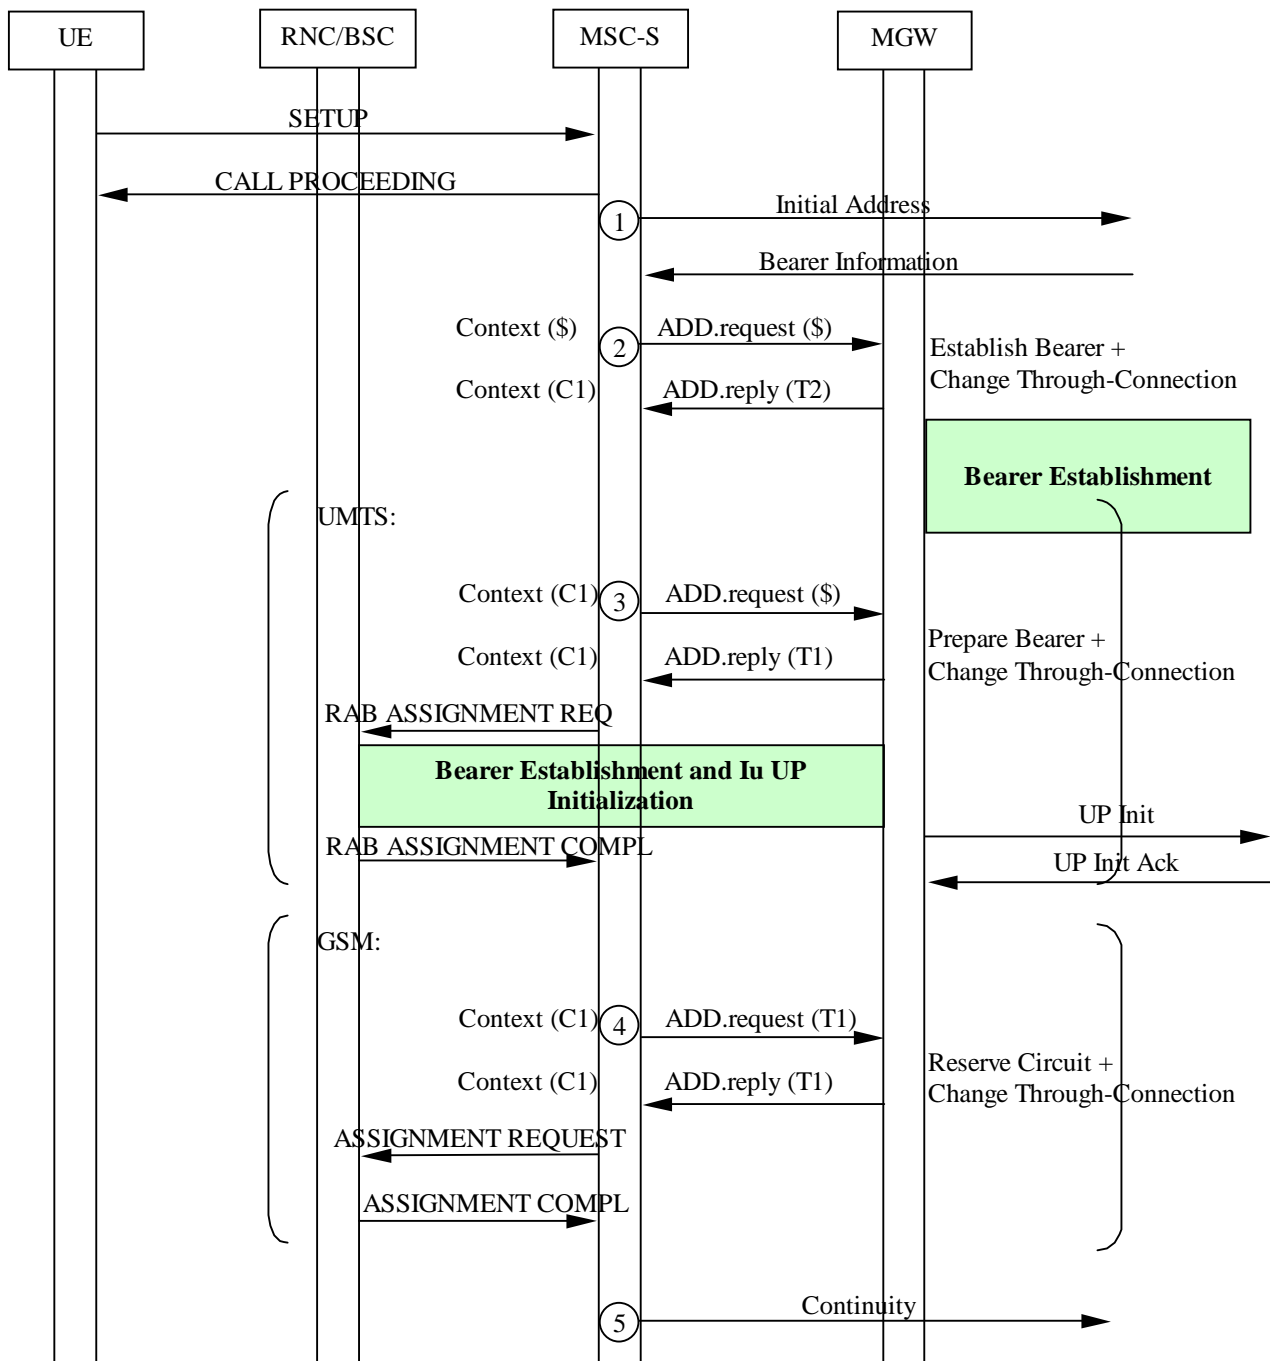 UE
RNC/BSC
MSC-S
MGW
SETUP
CALL PROCEEDING
1
Initial Address
Bearer Information
Context ($)
2
ADD.request ($)
Establish Bearer +
Change Through-Connection
Context (C1)
ADD.reply (T2)
Bearer Establishment
UMTS:
Context (C1)
3
ADD.request ($)
Prepare Bearer +
Change Through-Connection
Context (C1)
ADD.reply (T1)
RAB ASSIGNMENT REQ
Bearer Establishment and Iu UP
Initialization
UP Init
RAB ASSIGNMENT COMPL
UP Init Ack
GSM:
Context (C1)
4
ADD.request (T1)
Reserve Circuit +
Change Through-Connection
Context (C1)
ADD.reply (T1)
ASSIGNMENT REQUEST
ASSIGNMENT COMPL
5
Continuity